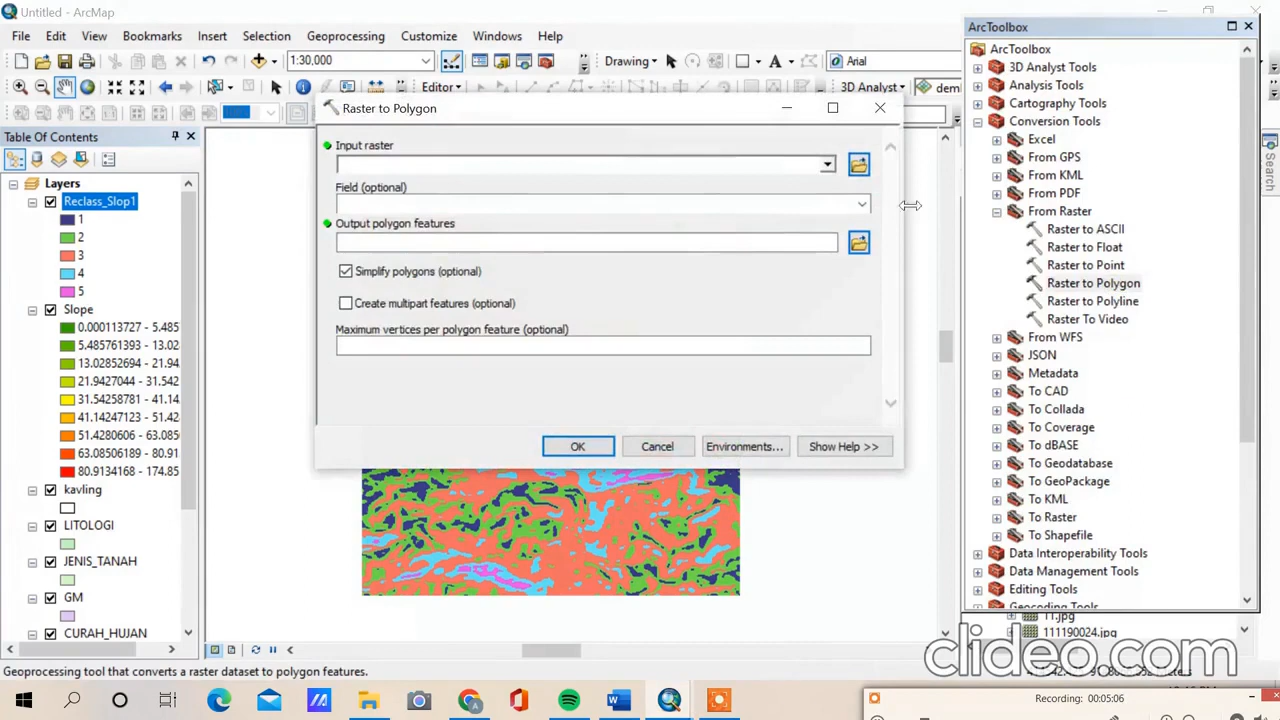 Untitled - ArcMap
File Edit View Bookmarks Insert Selection Geoprocessing Customize Windows Help
1:30,000
Drawing
Arial
Editor
3D Analyst
Table Of Contents
Layers
Reclass_Slop1
1
2
3
4
5
Slope
0.000113727 - 5.485
5.485761393 - 13.02
13.02852694 - 21.94
21.9427044 - 31.542
31.54258071 - 41.14
41.14247123 - 51.42
51.4280606 - 63.085
63.08506189 - 80.91
80.9134168 - 174.85
kavling
LITOLOGI
JENIS_TANAH
GM
CURAH_HUJAN
Raster to Polygon
Input raster
Field (optional)
Output polygon features
Simplify polygons (optional)
Create multipart features (optional)
Maximum vertices per polygon feature (optional)
OK Cancel Environments... Show Help >>
ArcToolbox
ArcToolbox
3D Analyst Tools
Analysis Tools
Cartography Tools
Conversion Tools
Excel
From GPS
From KML
From PDF
From Raster
Raster to ASCII
Raster to Float
Raster to Point
Raster to Polygon
Raster to Polyline
Raster To Video
From WFS
JSON
Metadata
To CAD
To Collada
To Coverage
To dBASE
To Geodatabase
To GeoPackage
To KML
To Raster
To Shapefile
Data Interoperability Tools
Data Management Tools
Editing Tools
Geocoding Tools
11.jpg
111190024.jpg
Search
clideo.com
Geoprocessing tool that converts a raster dataset to polygon features.
Recording: 00:05:06